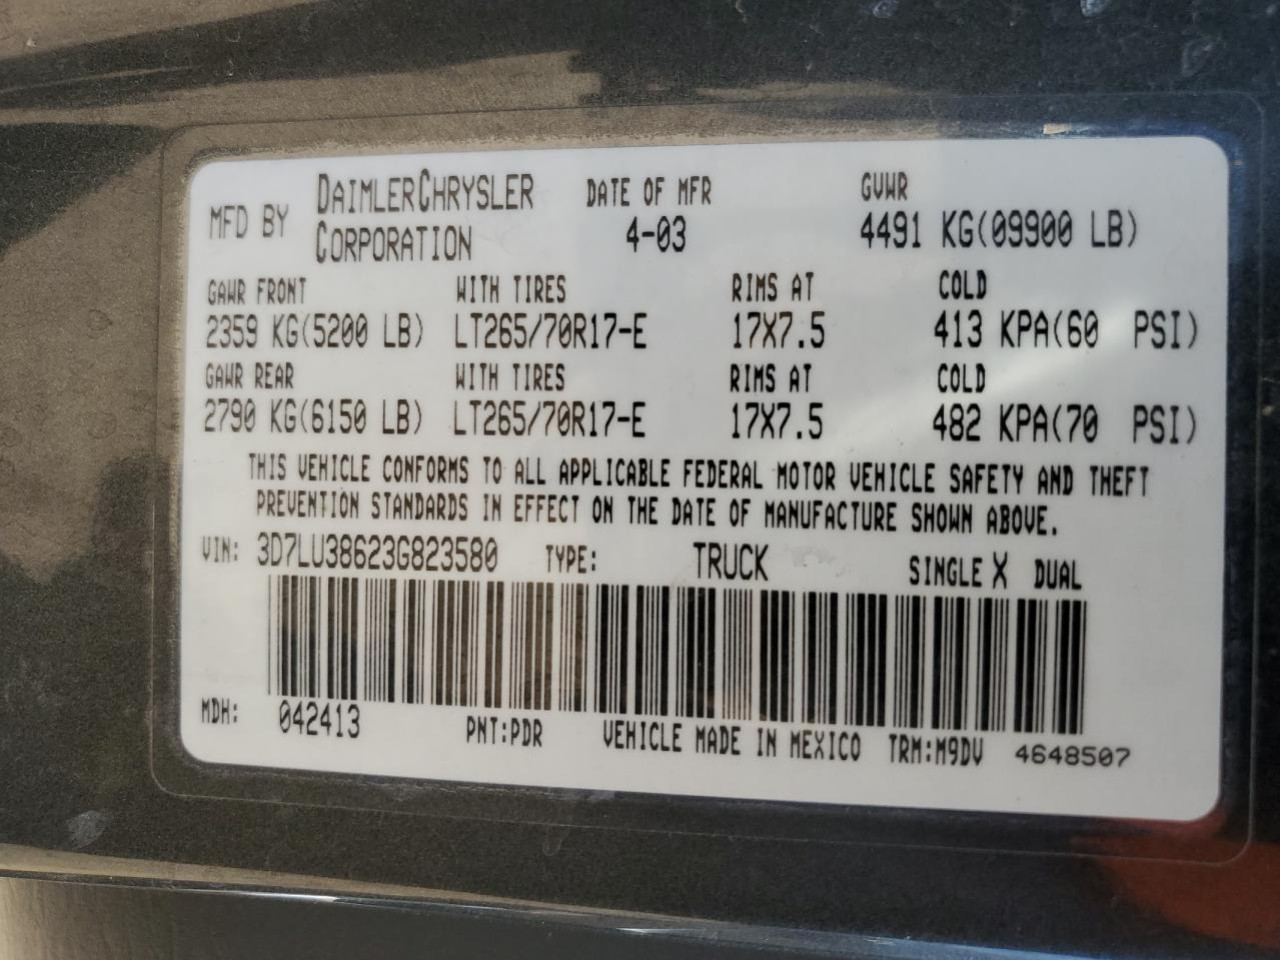 MFD BY DAIMLERCHRYSLER CORPORATION DATE OF MFR 4-03 GVWR 4491 KG(09900 LB)
GAWR FRONT WITH TIRES RIMS AT COLD
2359 KG(5200 LB) LT265/70R17-E 17X7.5 413 KPA(60 PSI)
GAWR REAR WITH TIRES RIMS AT COLD
2790 KG(6150 LB) LT265/70R17-E 17X7.5 482 KPA(70 PSI)
THIS VEHICLE CONFORMS TO ALL APPLICABLE FEDERAL MOTOR VEHICLE SAFETY AND THEFT
PREVENTION STANDARDS IN EFFECT ON THE DATE OF MANUFACTURE SHOWN ABOVE.
VIN: 3D7LU38623G823580 TYPE: TRUCK SINGLE X DUAL
MDH: 042413 PNT:PDR VEHICLE MADE IN MEXICO TRM:M9DV 4648507